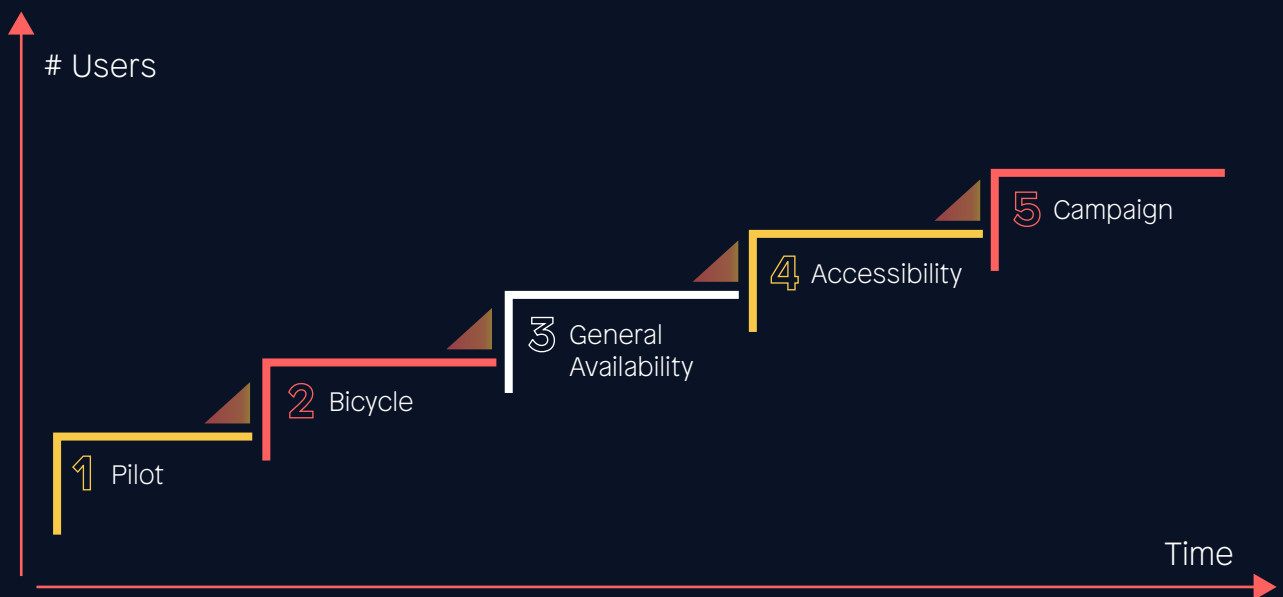 # Users
1 Pilot
2 Bicycle
3 General
Availability
4 Accessibility
5 Campaign
Time